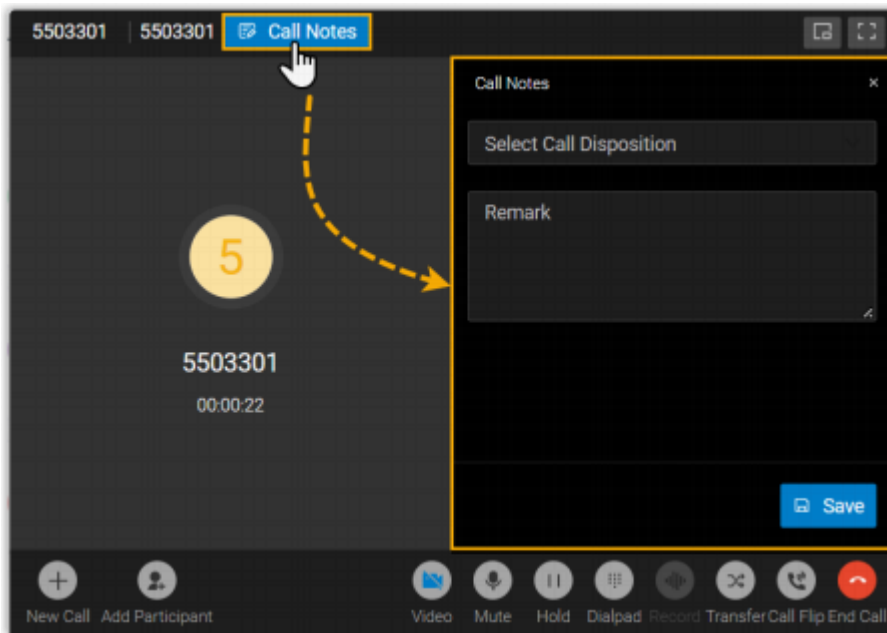 5503301 5503301 Call Notes
Call Notes ×
Select Call Disposition
Remark
5
5503301
00:00:22
Save
New Call Add Participant Video Mute Hold Dialpad Record Transfer Call Flip End Call